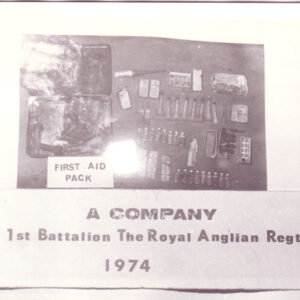 FIRST AID
PACK
A COMPANY
1st Battalion The Royal Anglian Regt
1974